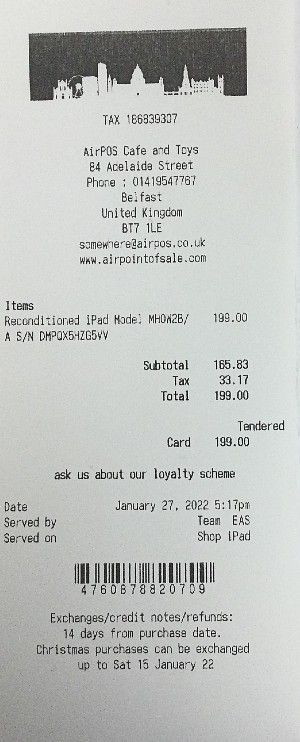 TAX 186839307
AirPOS Cafe and Toys
84 Adelaide Street
Phone : 01419547767
Belfast
United Kingdom
BT7 1LE
somewhere@airpos.co.uk
www.airpointofsale.com
Items
Reconditioned iPad Model MHOW2B/ 199.00
A S/N DMPQX5HZG5VV
Subtotal 165.83
Tax 33.17
Total 199.00
Tendered
Card 199.00
ask us about our loyalty scheme
Date January 27, 2022 5:17pm
Served by Team EAS
Served on Shop iPad
4760678820709
Exchanges/credit notes/refunds:
14 days from purchase date.
Christmas purchases can be exchanged
up to Sat 15 January 22